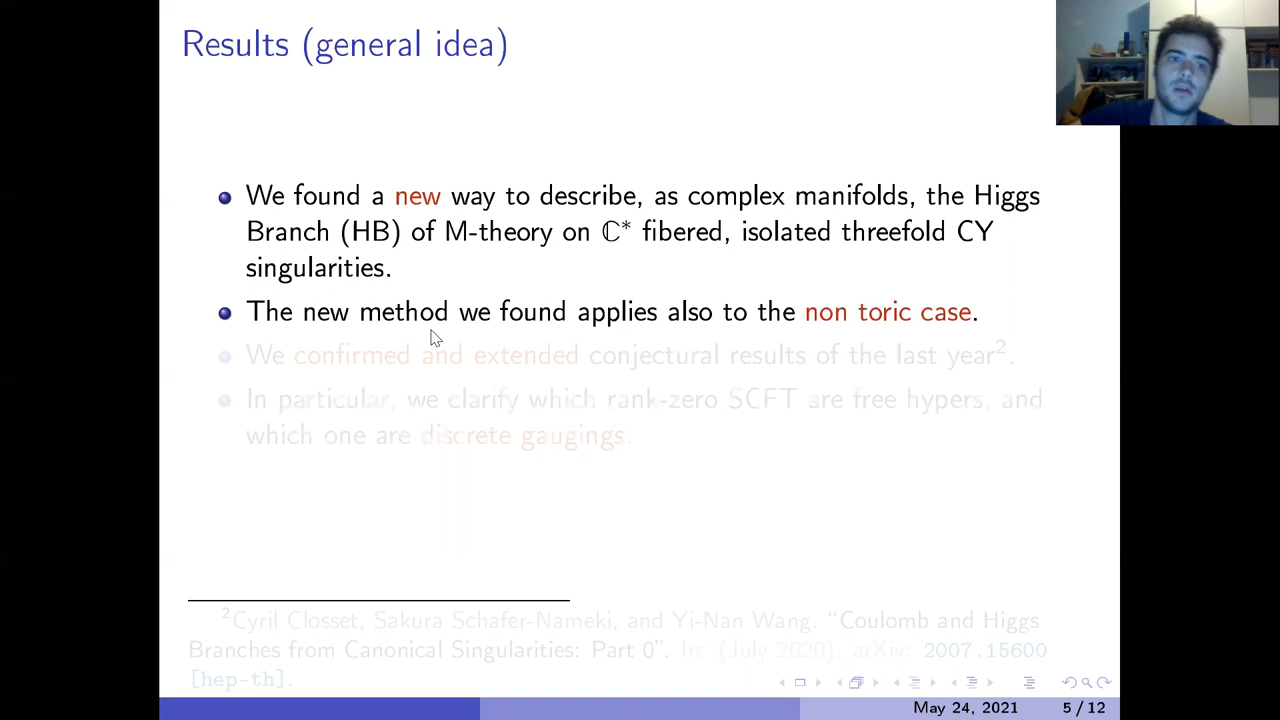 Results (general idea)
We found a new way to describe, as complex manifolds, the Higgs
Branch (HB) of M-theory on ℂ* fibered, isolated threefold CY
singularities.
The new method we found applies also to the non toric case.
We confirmed and extended conjectural results of the last year².
In particular, we clarify which rank-zero SCFT are free hypers, and
which one are discrete gaugings.
²Cyril Closset, Sakura Schafer-Nameki, and Yi-Nan Wang. “Coulomb and Higgs
Branches from Canonical Singularities: Part 0”. In: (July 2020). arXiv: 2007.15600
[hep-th].
May 24, 2021 5 / 12